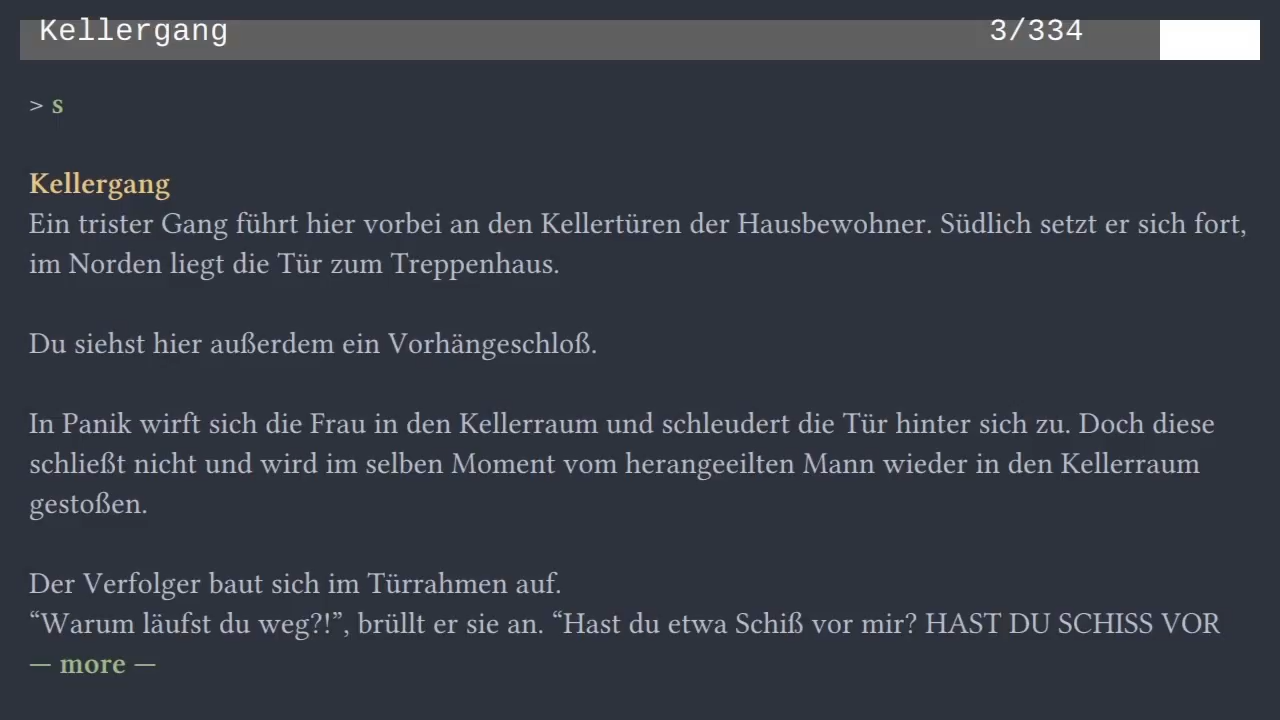 Kellergang 3/334
> s
Kellergang
Ein trister Gang führt hier vorbei an den Kellertüren der Hausbewohner. Südlich setzt er sich fort,
im Norden liegt die Tür zum Treppenhaus.
Du siehst hier außerdem ein Vorhängeschloß.
In Panik wirft sich die Frau in den Kellerraum und schleudert die Tür hinter sich zu. Doch diese
schließt nicht und wird im selben Moment vom herangeeilten Mann wieder in den Kellerraum
gestoßen.
Der Verfolger baut sich im Türrahmen auf.
“Warum läufst du weg?!”, brüllt er sie an. “Hast du etwa Schiß vor mir? HAST DU SCHISS VOR
— more —